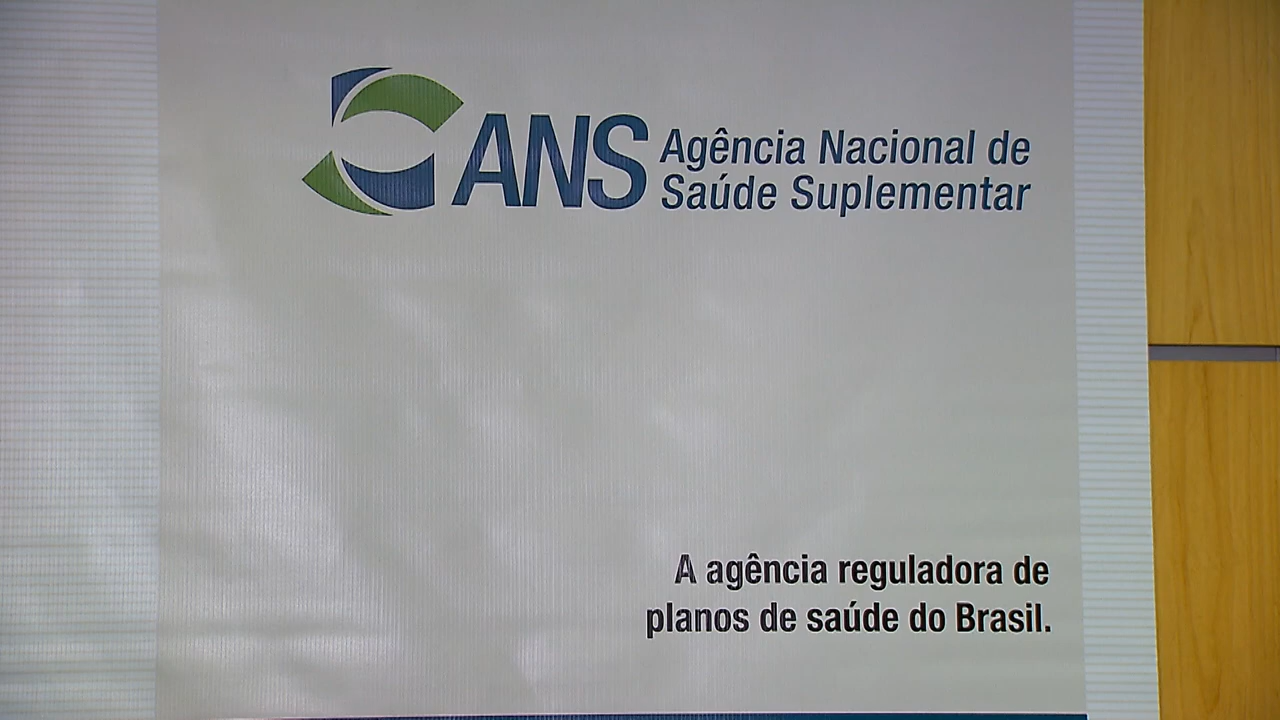 ANS Agência Nacional de
Saúde Suplementar
A agência reguladora de
planos de saúde do Brasil.